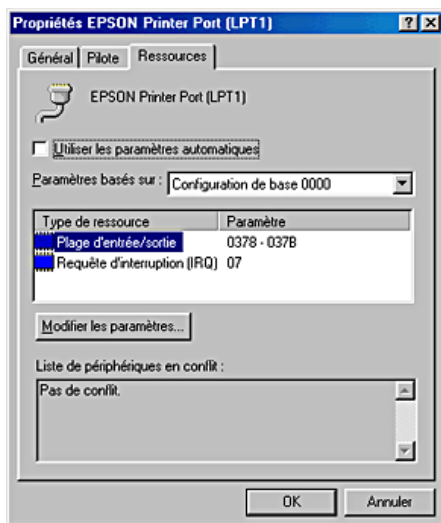 Propriétés EPSON Printer Port (LPT1)
Général Pilote Ressources
EPSON Printer Port (LPT1)
Utiliser les paramètres automatiques
Paramètres basés sur : Configuration de base 0000
Type de ressource Paramètre
Plage d'entrée/sortie 0378 - 037B
Requête d'interruption (IRQ) 07
Modifier les paramètres...
Liste de périphériques en conflit :
Pas de conflit.
OK Annuler